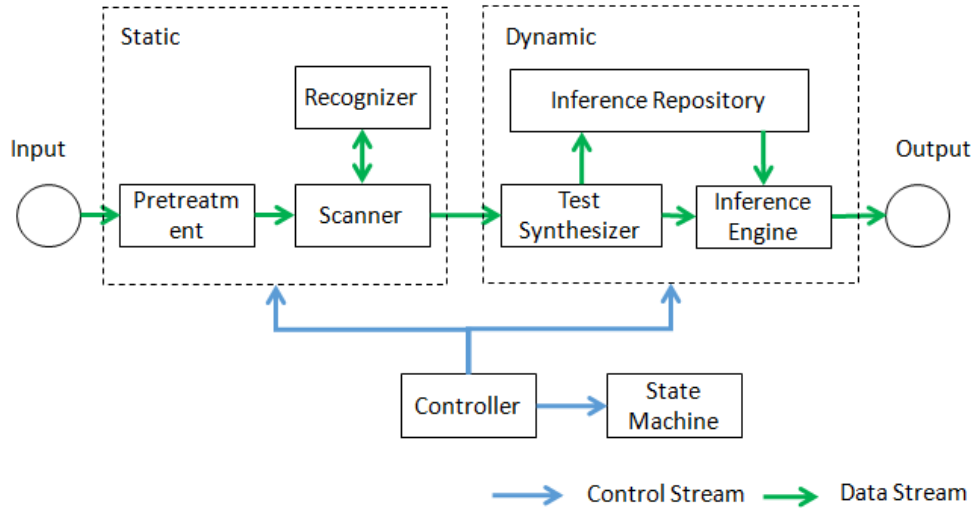 Static
Dynamic
Recognizer
Inference Repository
Input
Output
Pretreatm
ent
Scanner
Test
Synthesizer
Inference
Engine
Controller
State
Machine
Control Stream
Data Stream